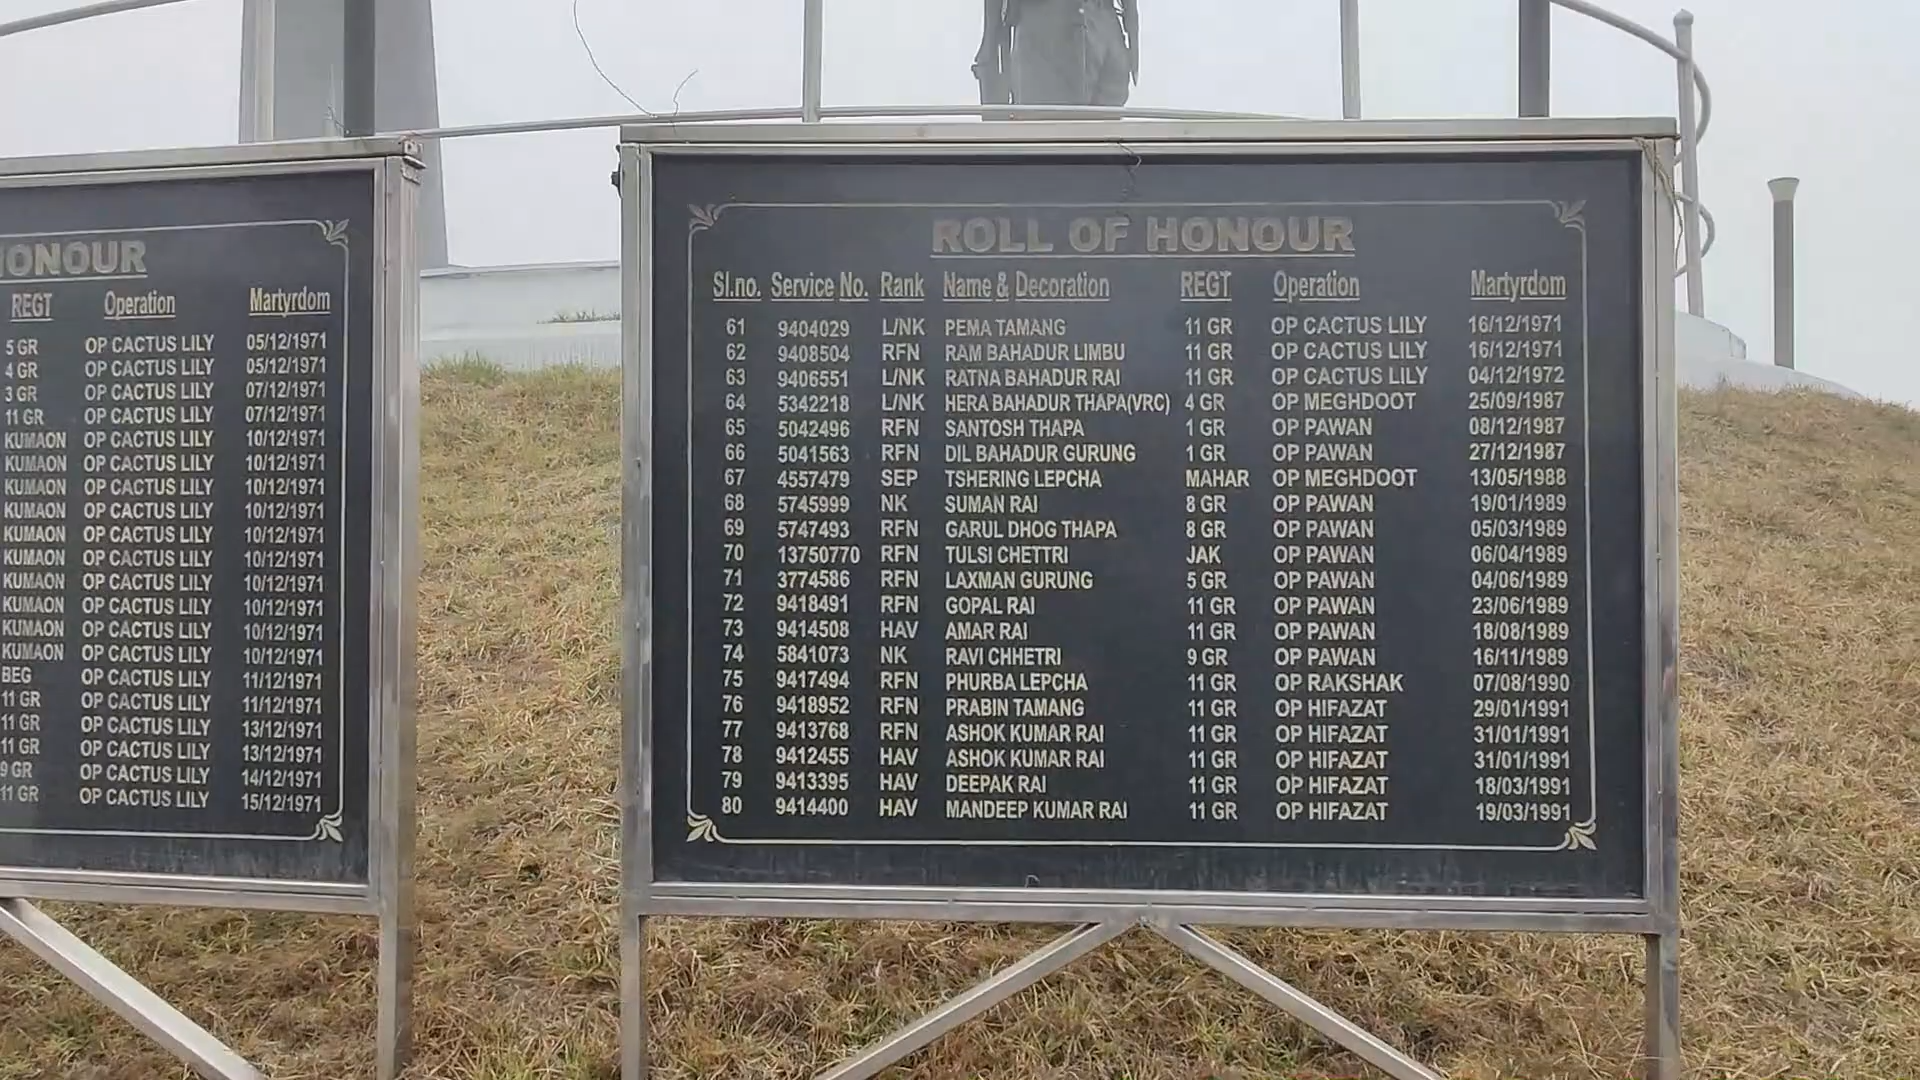 HONOUR
REGT Operation Martyrdom
5 GR OP CACTUS LILY 05/12/1971
4 GR OP CACTUS LILY 05/12/1971
3 GR OP CACTUS LILY 07/12/1971
11 GR OP CACTUS LILY 07/12/1971
KUMAON OP CACTUS LILY 10/12/1971
KUMAON OP CACTUS LILY 10/12/1971
KUMAON OP CACTUS LILY 10/12/1971
KUMAON OP CACTUS LILY 10/12/1971
KUMAON OP CACTUS LILY 10/12/1971
KUMAON OP CACTUS LILY 10/12/1971
KUMAON OP CACTUS LILY 10/12/1971
KUMAON OP CACTUS LILY 10/12/1971
KUMAON OP CACTUS LILY 10/12/1971
KUMAON OP CACTUS LILY 10/12/1971
BEG OP CACTUS LILY 11/12/1971
11 GR OP CACTUS LILY 11/12/1971
11 GR OP CACTUS LILY 13/12/1971
11 GR OP CACTUS LILY 13/12/1971
9 GR OP CACTUS LILY 14/12/1971
11 GR OP CACTUS LILY 15/12/1971
ROLL OF HONOUR
Sl.no. Service No. Rank Name & Decoration REGT Operation Martyrdom
61 9404029 L/NK PEMA TAMANG 11 GR OP CACTUS LILY 16/12/1971
62 9408504 RFN RAM BAHADUR LIMBU 11 GR OP CACTUS LILY 16/12/1971
63 9406551 L/NK RATNA BAHADUR RAI 11 GR OP CACTUS LILY 04/12/1972
64 5342218 L/NK HERA BAHADUR THAPA(VRC) 4 GR OP MEGHDOOT 25/09/1987
65 5042496 RFN SANTOSH THAPA 1 GR OP PAWAN 08/12/1987
66 5041563 RFN DIL BAHADUR GURUNG 1 GR OP PAWAN 27/12/1987
67 4557479 SEP TSHERING LEPCHA MAHAR OP MEGHDOOT 13/05/1988
68 5745999 NK SUMAN RAI 8 GR OP PAWAN 19/01/1989
69 5747493 RFN GARUL DHOG THAPA 8 GR OP PAWAN 05/03/1989
70 13750770 RFN TULSI CHETTRI JAK OP PAWAN 06/04/1989
71 3774586 RFN LAXMAN GURUNG 5 GR OP PAWAN 04/06/1989
72 9418491 RFN GOPAL RAI 11 GR OP PAWAN 23/06/1989
73 9414508 HAV AMAR RAI 11 GR OP PAWAN 18/08/1989
74 5841073 NK RAVI CHHETRI 9 GR OP PAWAN 16/11/1989
75 9417494 RFN PHURBA LEPCHA 11 GR OP RAKSHAK 07/08/1990
76 9418952 RFN PRABIN TAMANG 11 GR OP HIFAZAT 29/01/1991
77 9413768 RFN ASHOK KUMAR RAI 11 GR OP HIFAZAT 31/01/1991
78 9412455 HAV ASHOK KUMAR RAI 11 GR OP HIFAZAT 31/01/1991
79 9413395 HAV DEEPAK RAI 11 GR OP HIFAZAT 18/03/1991
80 9414400 HAV MANDEEP KUMAR RAI 11 GR OP HIFAZAT 19/03/1991